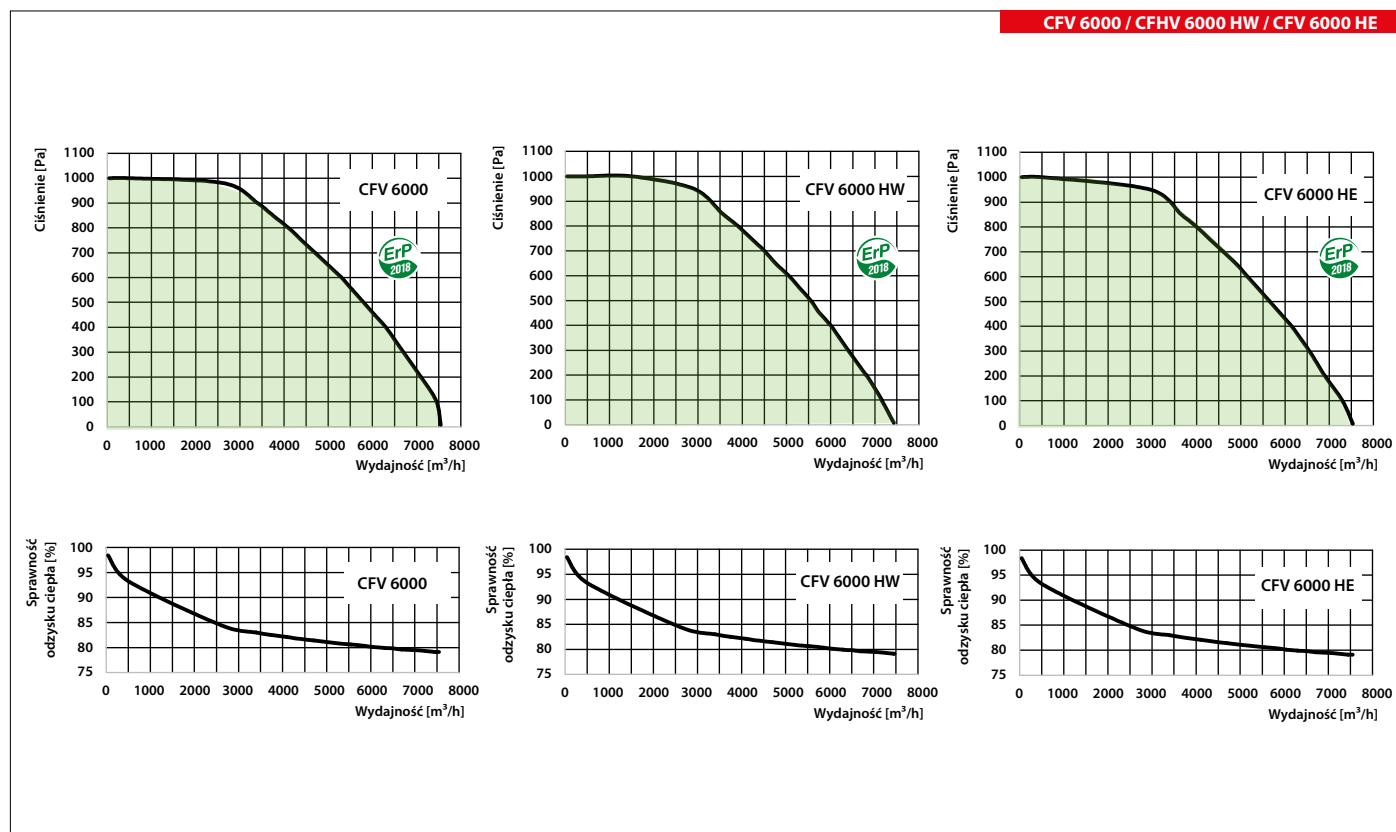 CFV 6000 / CFHV 6000 HW / CFV 6000 HE
Ciśnienie [Pa]
1100
1000
900
800
700
600
500
400
300
200
100
0
CFV 6000
ErP
2018
0 1000 2000 3000 4000 5000 6000 7000 8000
Wydajność [m³/h]
Ciśnienie [Pa]
1100
1000
900
800
700
600
500
400
300
200
100
0
CFV 6000 HW
ErP
2018
0 1000 2000 3000 4000 5000 6000 7000 8000
Wydajność [m³/h]
Ciśnienie [Pa]
1100
1000
900
800
700
600
500
400
300
200
100
0
CFV 6000 HE
ErP
2018
0 1000 2000 3000 4000 5000 6000 7000 8000
Wydajność [m³/h]
Sprawność
odzysku ciepła [%]
100
95
90
85
80
75
CFV 6000
0 1000 2000 3000 4000 5000 6000 7000 8000
Wydajność [m³/h]
Sprawność
odzysku ciepła [%]
100
95
90
85
80
75
CFV 6000 HW
0 1000 2000 3000 4000 5000 6000 7000 8000
Wydajność [m³/h]
Sprawność
odzysku ciepła [%]
100
95
90
85
80
75
CFV 6000 HE
0 1000 2000 3000 4000 5000 6000 7000 8000
Wydajność [m³/h]